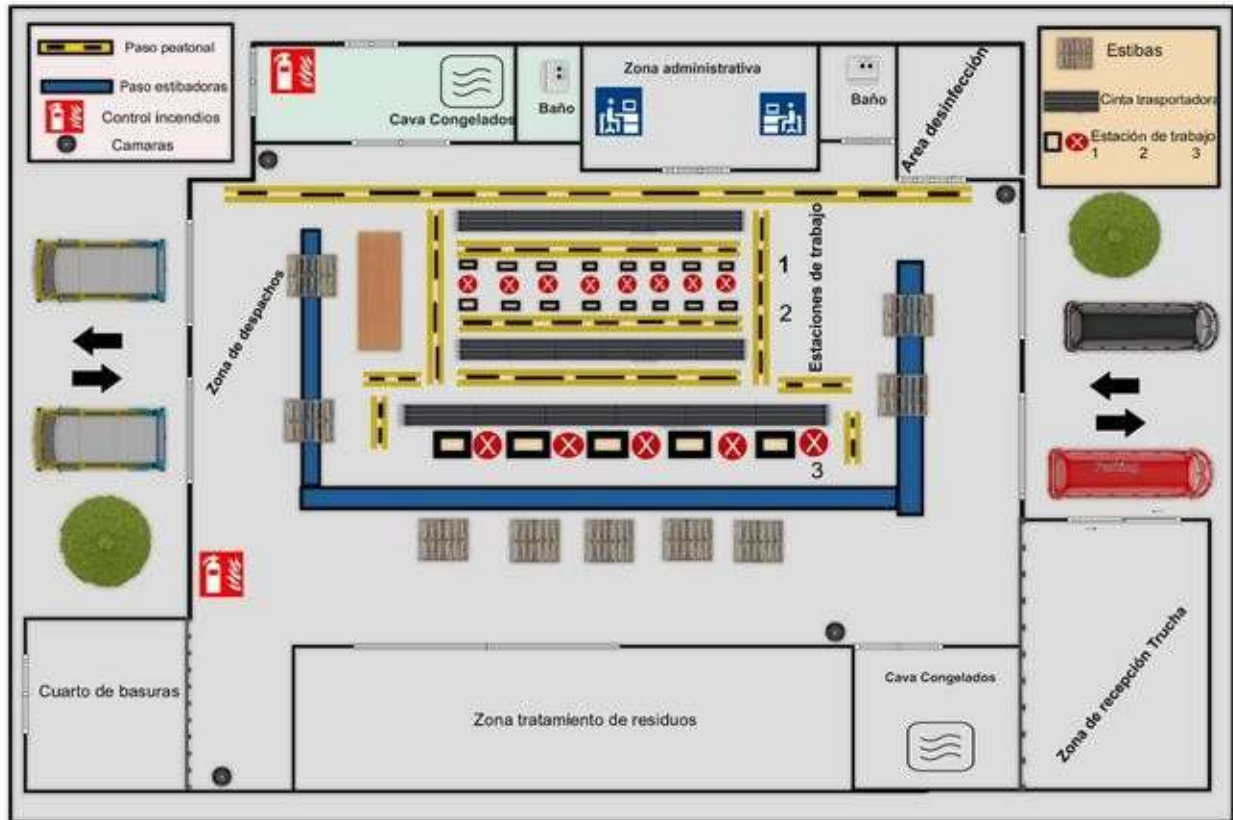 Paso peatonal
Paso estibadoras
Control incendios
Camaras
Cava Congelados
Baño
Zona administrativa
Baño
Area desinfección
Estibas
Cinta trasportadora
Estación de trabajo
1 2 3
Zona de despachos
1
2
Estaciones de trabajo
3
Cuarto de basuras
Zona tratamiento de residuos
Cava Congelados
Zona de recepción Trucha